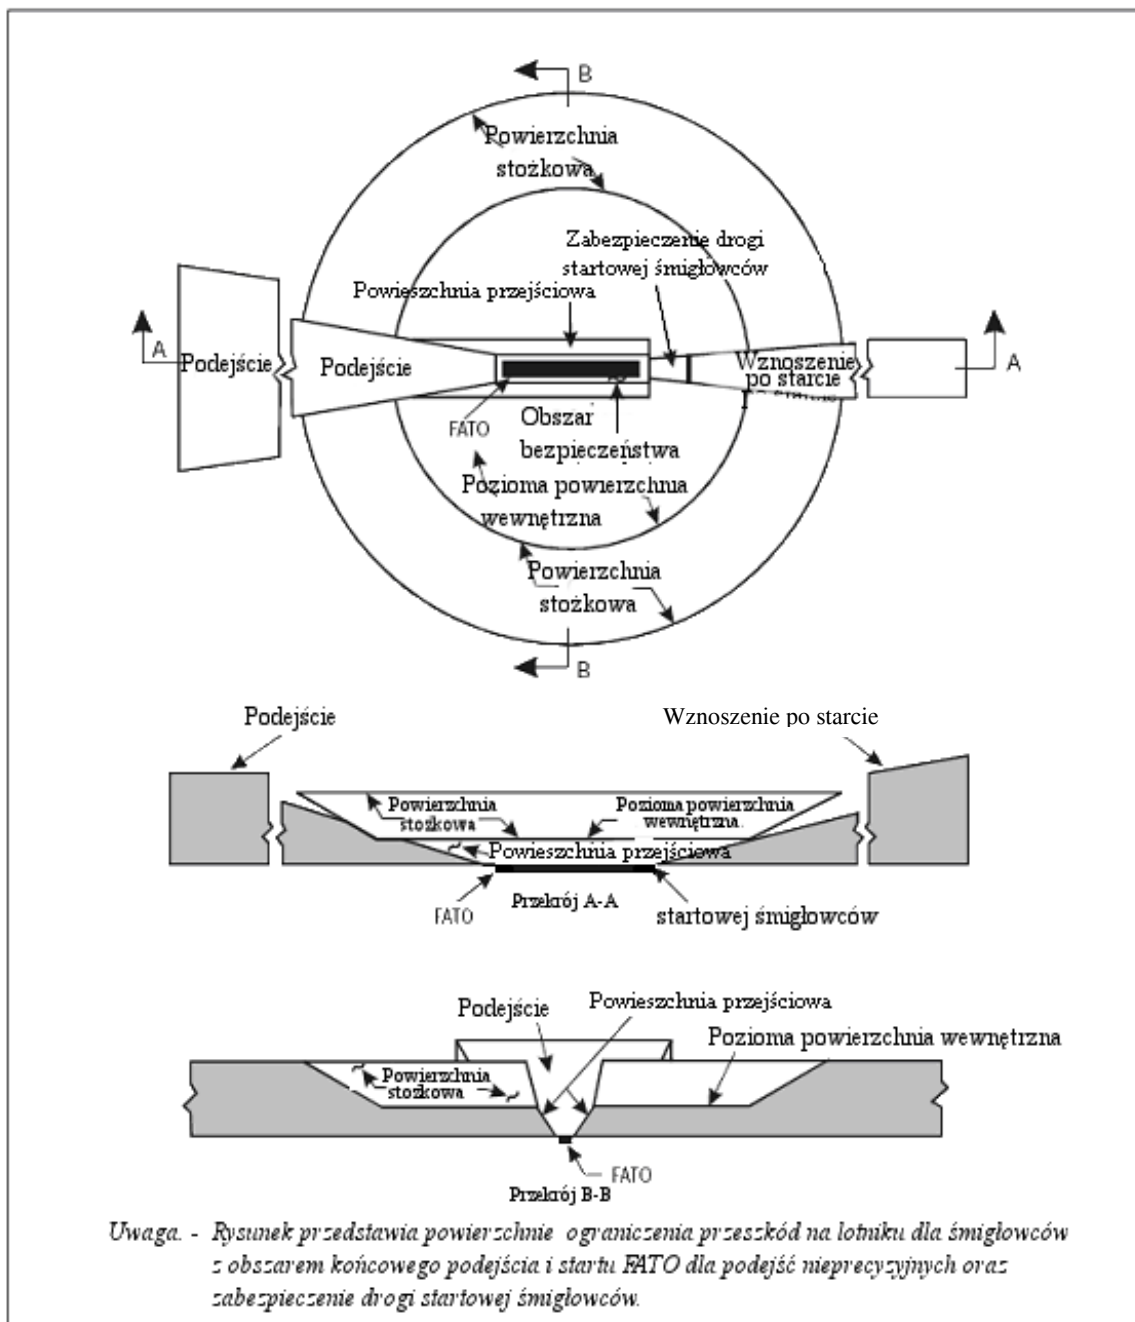 B
Powierzchnia
stożkowa
Zabezpieczenie drogi
startowej śmigłowców
Powieszchnia przejściowa
A
Podejście
Podejście
Wznoszenie
po starcie
A
FATO
Obszar
bezpieczeństwa
Pozioma powierzchnia
wewnętrzna
Powierzchnia
stożkowa
B
Podejście
Wznoszenie po starcie
Powierzchnia
stożkowa
Pozioma powierzchnia
wewnętrzna.
Powieszchnia przejściowa
FATO
Przekrój A-A
startowej śmigłowców
Podejście
Powieszchnia przejściowa
Pozioma powierzchnia wewnętrzna
Powierzchnia
stożkowa
FATO
Przekrój B-B
Uwaga. - Rysunek przedstawia powierzchnie ograniczenia przeszkód na lotniku dla śmigłowców
z obszarem końcowego podejścia i startu FATO dla podejść nieprecyzyjnych oraz
zabezpieczenie drogi startowej śmigłowców.